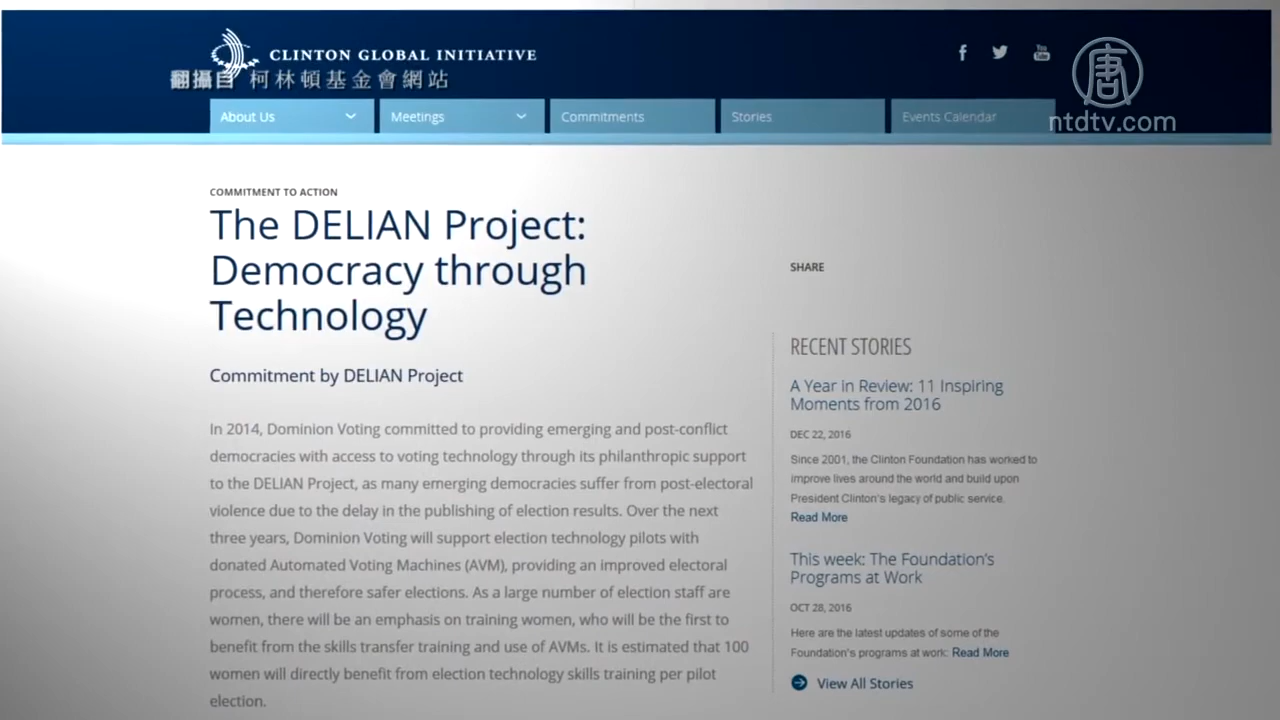 CLINTON GLOBAL INITIATIVE
翻攝自 柯林頓基金會網站
唐
ntdtv.com
About Us
Meetings
Commitments
Stories
Events Calendar
COMMITMENT TO ACTION
The DELIAN Project:
Democracy through
Technology
Commitment by DELIAN Project
In 2014, Dominion Voting committed to providing emerging and post-conflict
democracies with access to voting technology through its philanthropic support
to the DELIAN Project, as many emerging democracies suffer from post-electoral
violence due to the delay in the publishing of election results. Over the next
three years, Dominion Voting will support election technology pilots with
donated Automated Voting Machines (AVM), providing an improved electoral
process, and therefore safer elections. As a large number of election staff are
women, there will be an emphasis on training women, who will be the first to
benefit from the skills transfer training and use of AVMs. It is estimated that 100
women will directly benefit from election technology skills training per pilot
election.
SHARE
RECENT STORIES
A Year in Review: 11 Inspiring
Moments from 2016
DEC 22, 2016
Since 2001, the Clinton Foundation has worked to
improve lives around the world and build upon
President Clinton's legacy of public service.
Read More
This week: The Foundation's
Programs at Work
OCT 28, 2016
Here are the latest updates of some of the
Foundation's programs at work: Read More
View All Stories